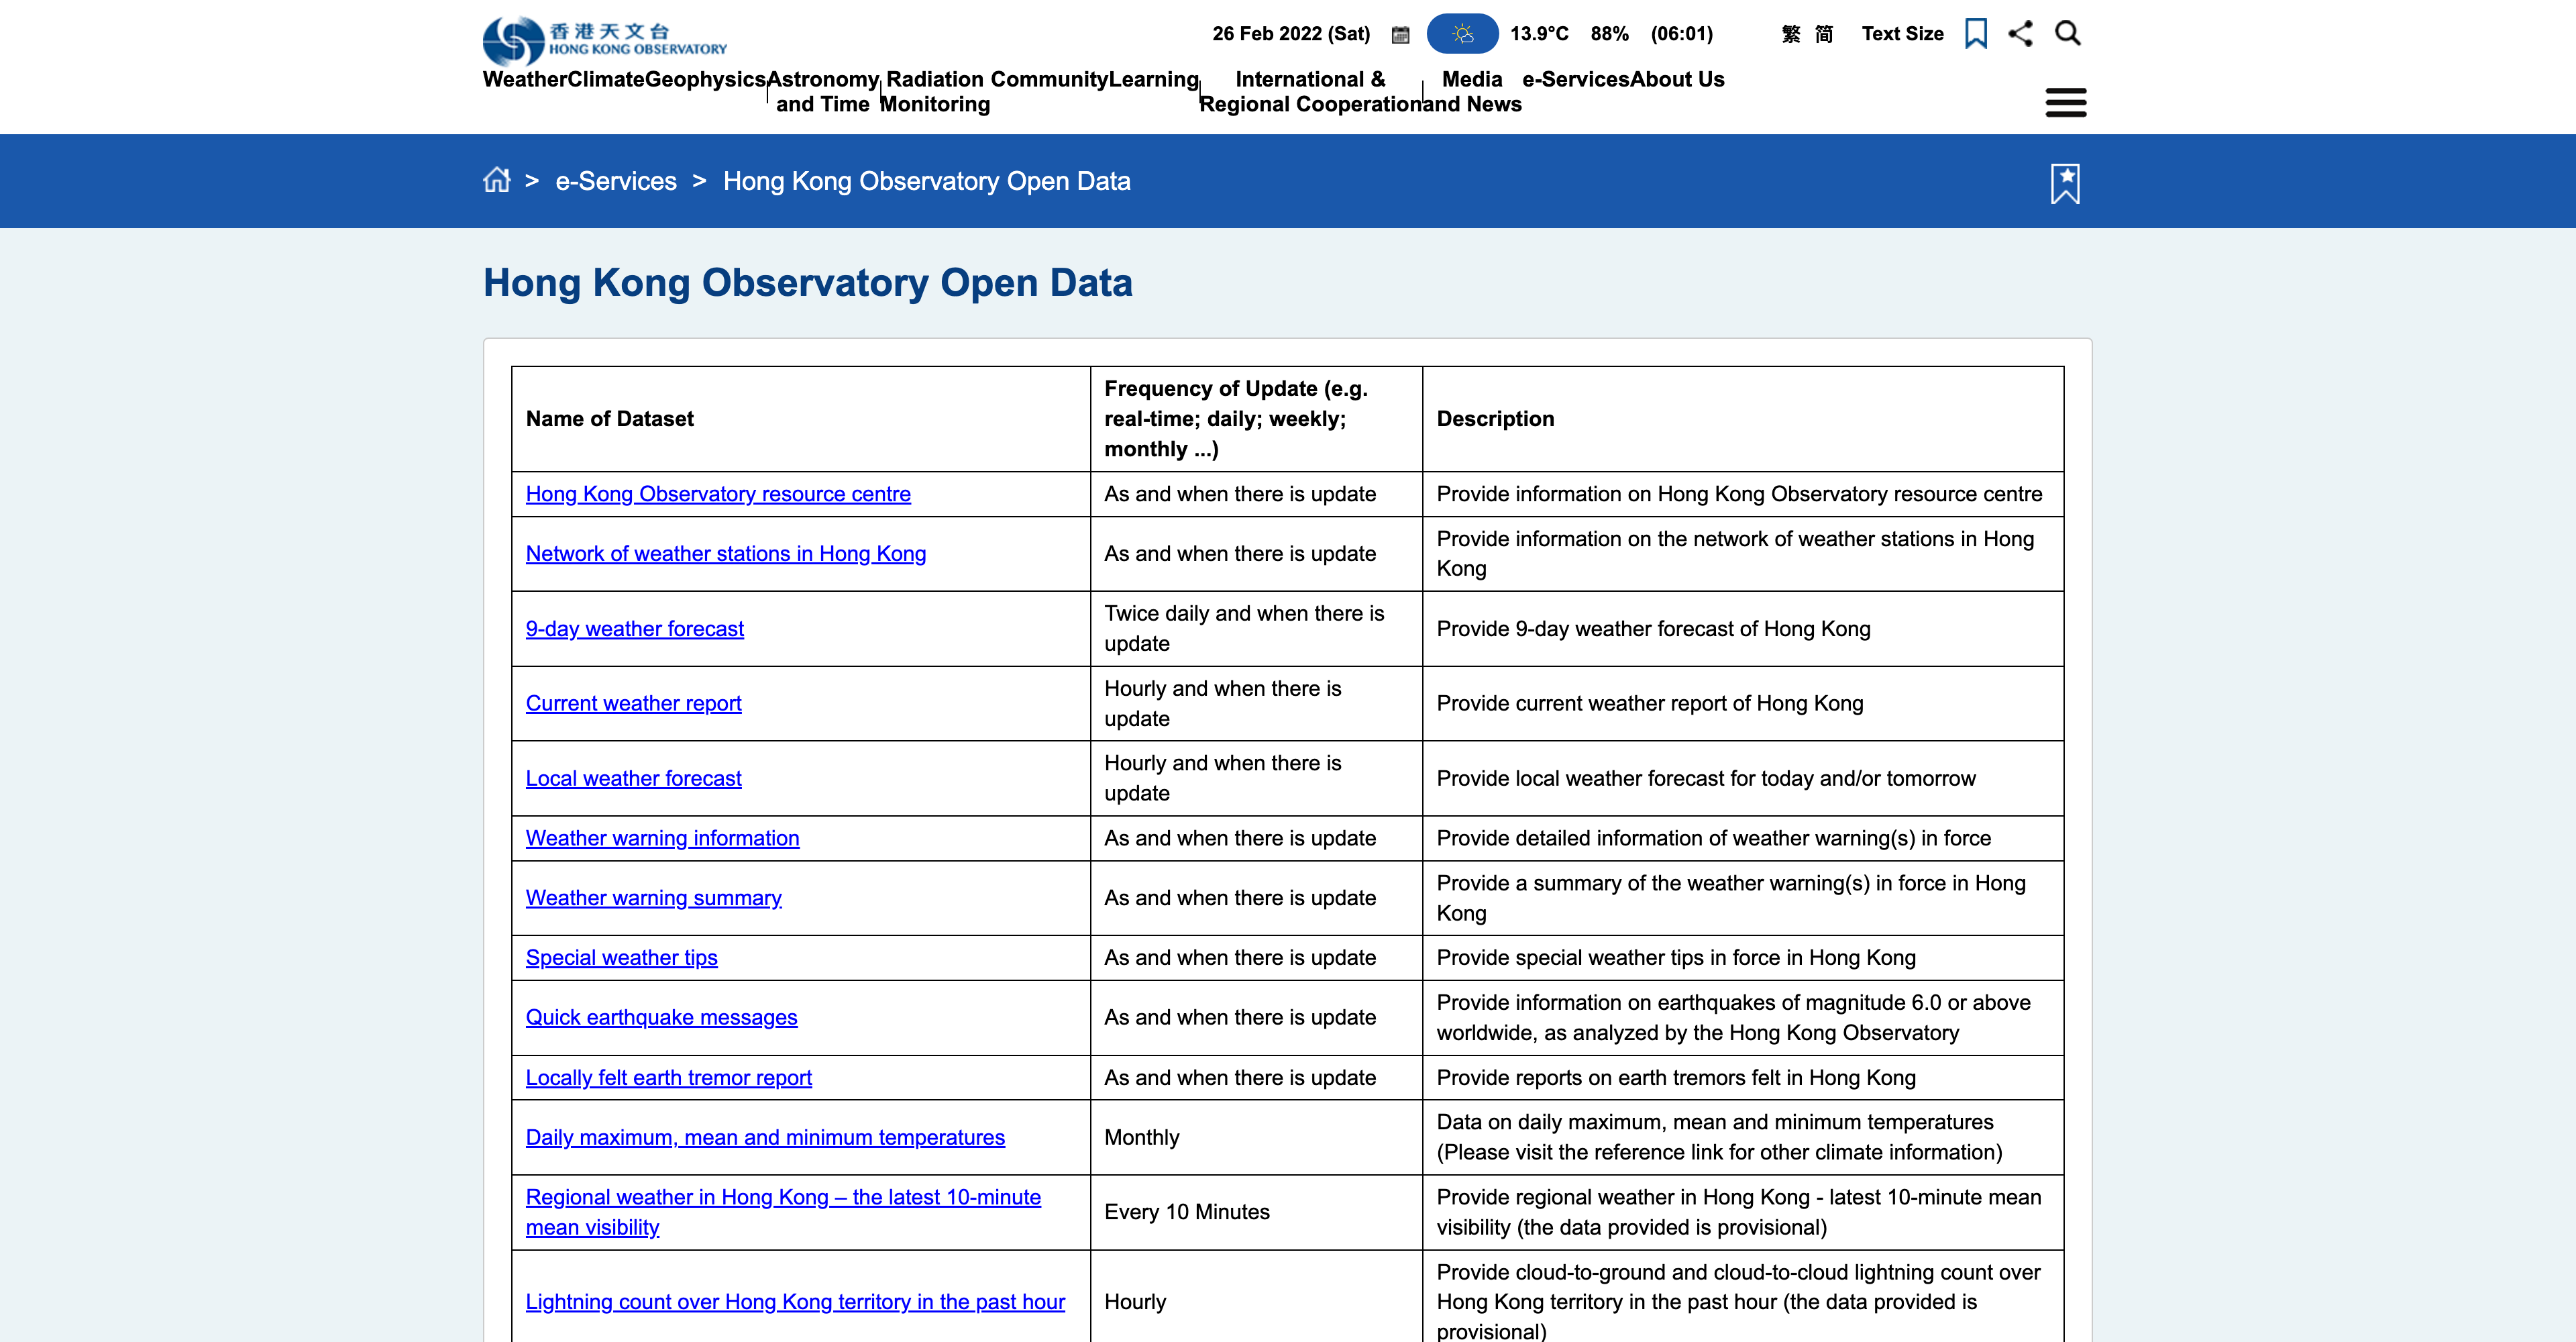 香港天文台
HONG KONG OBSERVATORY
26 Feb 2022 (Sat) 13.9°C 88% (06:01) 繁 简 Text Size
Weather Climate Geophysics Astronomy and Time Radiation Monitoring Community Learning International & Regional Cooperation Media and News e-Services About Us
> e-Services > Hong Kong Observatory Open Data
Hong Kong Observatory Open Data
Name of Dataset
Frequency of Update (e.g.
real-time; daily; weekly;
monthly ...)
Description
Hong Kong Observatory resource centre
As and when there is update
Provide information on Hong Kong Observatory resource centre
Network of weather stations in Hong Kong
As and when there is update
Provide information on the network of weather stations in Hong
Kong
9-day weather forecast
Twice daily and when there is
update
Provide 9-day weather forecast of Hong Kong
Current weather report
Hourly and when there is
update
Provide current weather report of Hong Kong
Local weather forecast
Hourly and when there is
update
Provide local weather forecast for today and/or tomorrow
Weather warning information
As and when there is update
Provide detailed information of weather warning(s) in force
Weather warning summary
As and when there is update
Provide a summary of the weather warning(s) in force in Hong
Kong
Special weather tips
As and when there is update
Provide special weather tips in force in Hong Kong
Quick earthquake messages
As and when there is update
Provide information on earthquakes of magnitude 6.0 or above
worldwide, as analyzed by the Hong Kong Observatory
Locally felt earth tremor report
As and when there is update
Provide reports on earth tremors felt in Hong Kong
Daily maximum, mean and minimum temperatures
Monthly
Data on daily maximum, mean and minimum temperatures
(Please visit the reference link for other climate information)
Regional weather in Hong Kong – the latest 10-minute
mean visibility
Every 10 Minutes
Provide regional weather in Hong Kong - latest 10-minute mean
visibility (the data provided is provisional)
Lightning count over Hong Kong territory in the past hour
Hourly
Provide cloud-to-ground and cloud-to-cloud lightning count over
Hong Kong territory in the past hour (the data provided is
provisional)